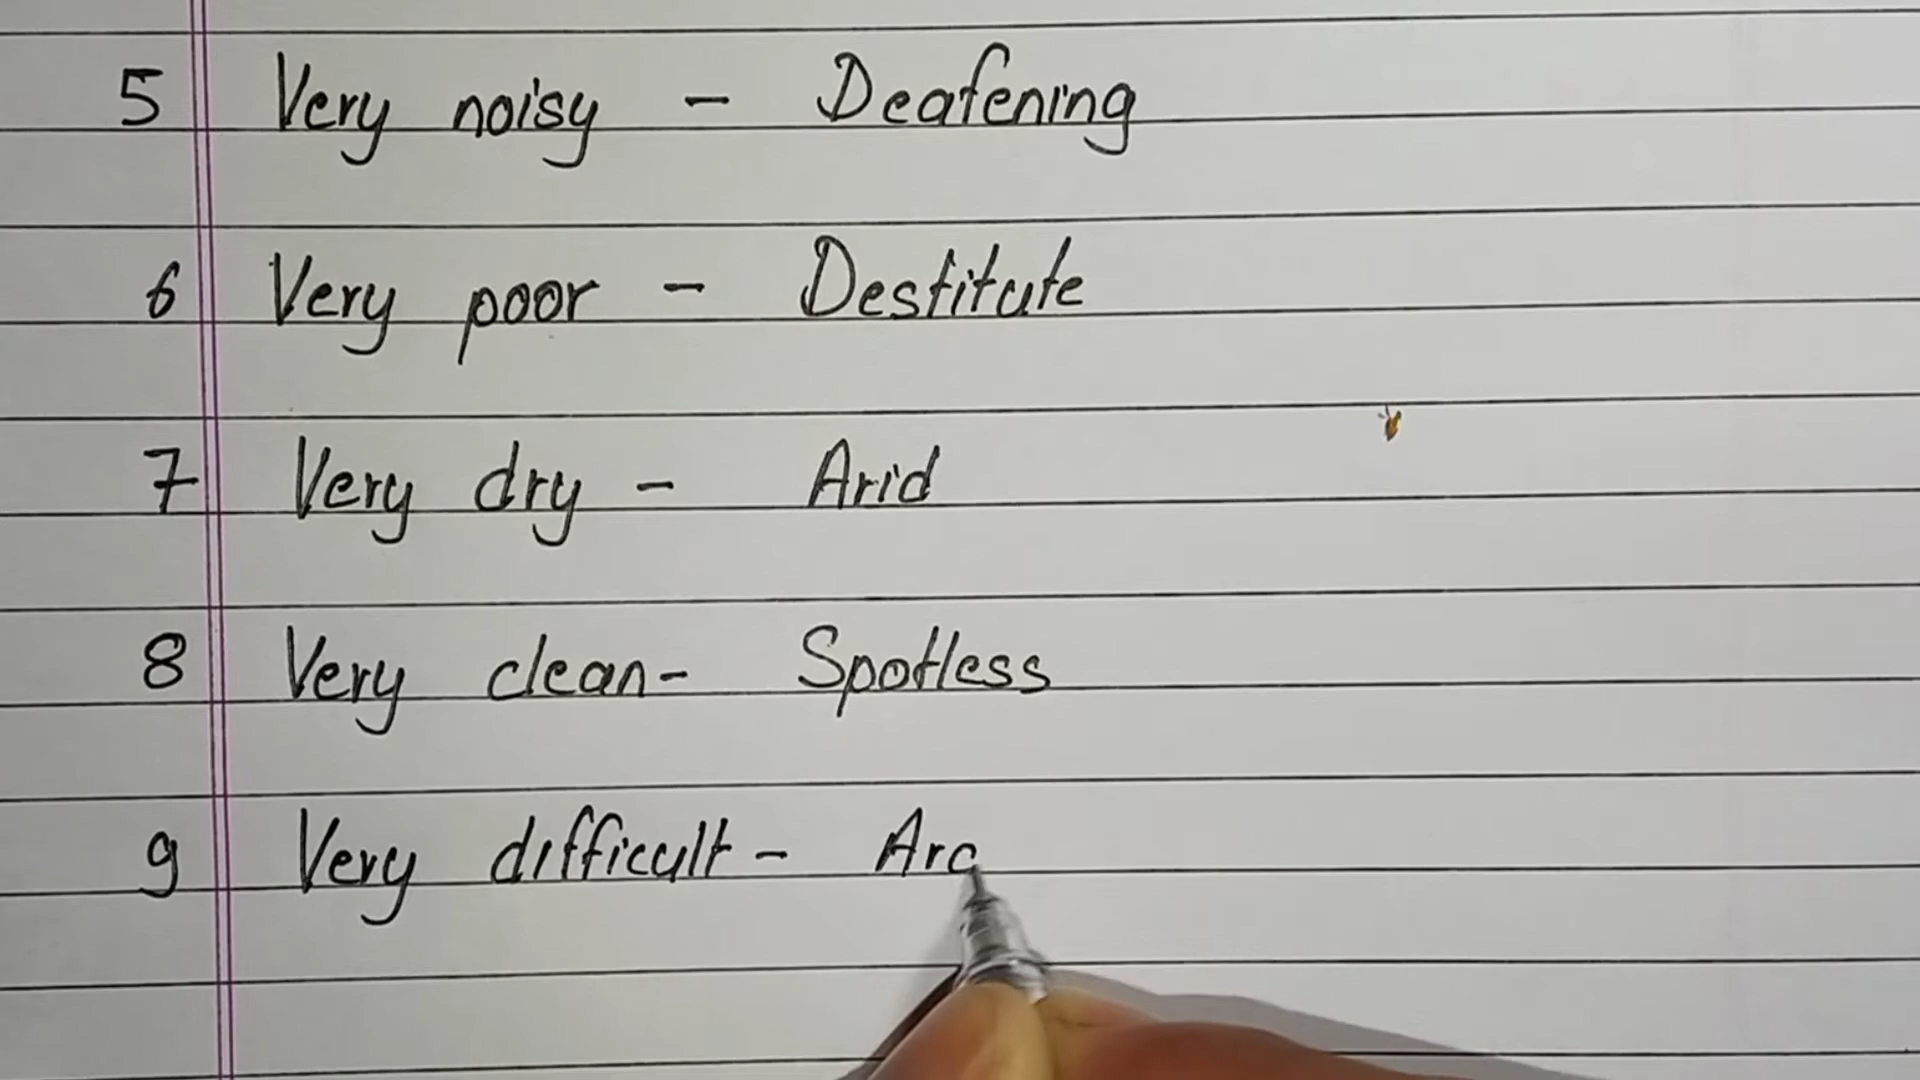 5 Very noisy - Deafening
6 Very poor - Destitute
7 Very dry - Arid
8 Very clean- Spotless
9 Very difficult - Arc